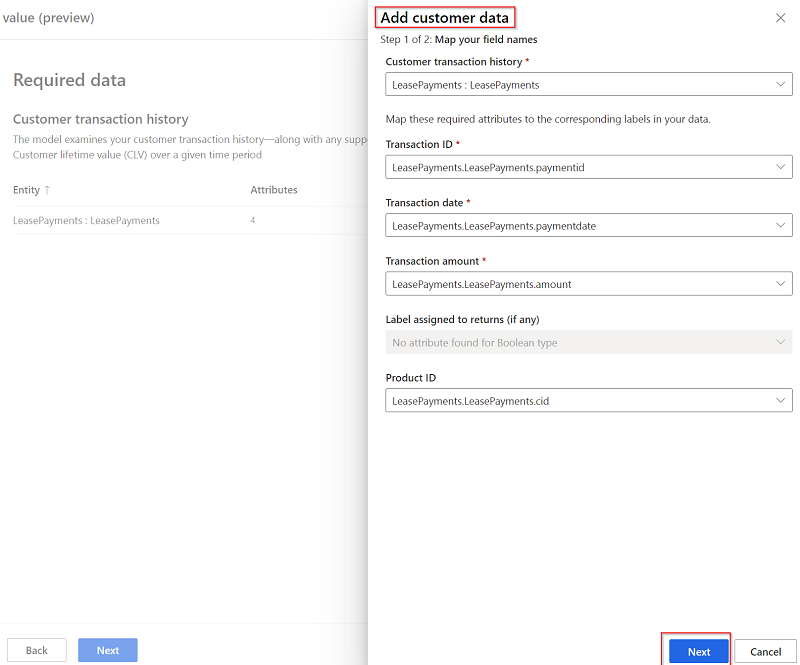 value (preview)
Required data
Customer transaction history
The model examines your customer transaction history—along with any supp
Customer lifetime value (CLV) over a given time period
Entity ↑ Attributes
LeasePayments : LeasePayments 4
Back Next
Add customer data
Step 1 of 2: Map your field names
Customer transaction history *
LeasePayments : LeasePayments
Map these required attributes to the corresponding labels in your data.
Transaction ID *
LeasePayments.LeasePayments.paymentid
Transaction date *
LeasePayments.LeasePayments.paymentdate
Transaction amount *
LeasePayments.LeasePayments.amount
Label assigned to returns (if any)
No attribute found for Boolean type
Product ID
LeasePayments.LeasePayments.cid
Next Cancel